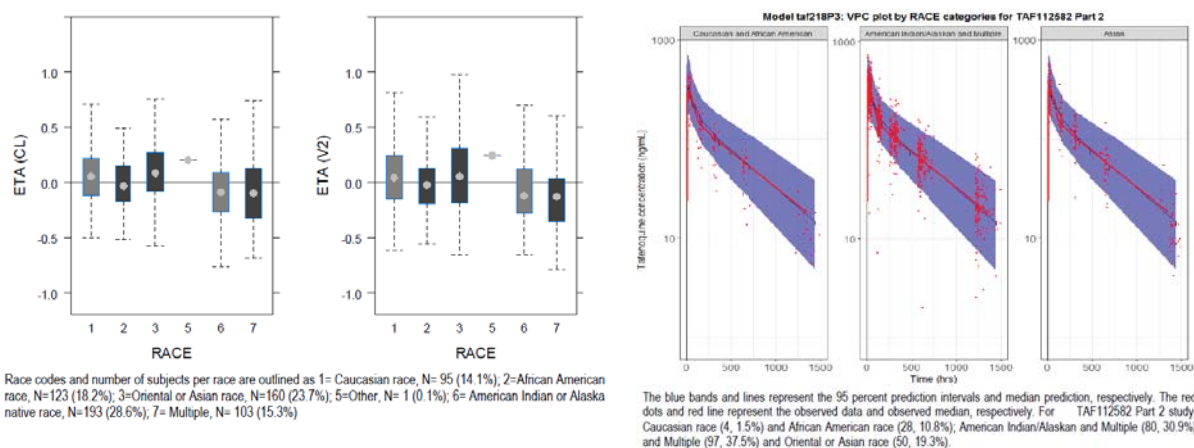 1.0
0.5
0.0
-0.5
-1.0
ETA (CL)
1 2 3 5 6 7
RACE
1.0
0.5
0.0
-0.5
-1.0
ETA (V2)
1 2 3 5 6 7
RACE
Race codes and number of subjects per race are outlined as 1= Caucasian race, N= 95 (14.1%); 2=African American
race, N=123 (18.2%); 3=Oriental or Asian race, N=160 (23.7%); 5=Other, N= 1 (0.1%); 6= American Indian or Alaska
native race, N=193 (28.6%); 7= Multiple, N= 103 (15.3%)
Model taf218P3: VPC plot by RACE categories for TAF112582 Part 2
Caucasian and African American
American Indian/Alaskan and Multiple
Asian
1000
10
1000
10
1000
10
Tafenoquine concentration (ng/mL)
0 500 1000 1500
0 500 1000 1500
0 500 1000 1500
Time (hrs)
The blue bands and lines represent the 95 percent prediction intervals and median prediction, respectively. The red
dots and red line represent the observed data and observed median, respectively. For TAF112582 Part 2 study,
Caucasian race (4, 1.5%) and African American race (28, 10.8%); American Indian/Alaskan and Multiple (80, 30.9%)
and Multiple (97, 37.5%) and Oriental or Asian race (50, 19.3%).